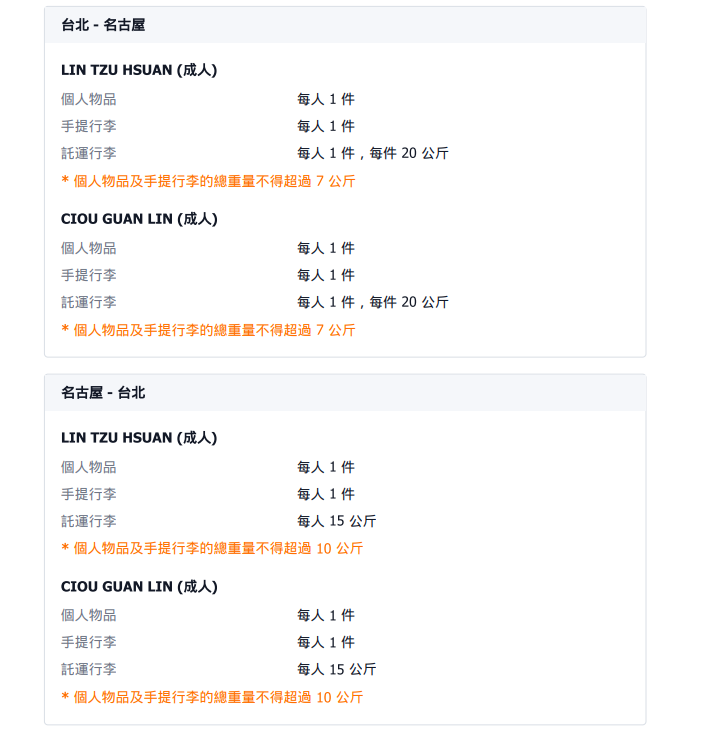 台北 - 名古屋
LIN TZU HSUAN (成人)
個人物品 每人 1 件
手提行李 每人 1 件
託運行李 每人 1 件，每件 20 公斤
* 個人物品及手提行李的總重量不得超過 7 公斤
CIOU GUAN LIN (成人)
個人物品 每人 1 件
手提行李 每人 1 件
託運行李 每人 1 件，每件 20 公斤
* 個人物品及手提行李的總重量不得超過 7 公斤
名古屋 - 台北
LIN TZU HSUAN (成人)
個人物品 每人 1 件
手提行李 每人 1 件
託運行李 每人 15 公斤
* 個人物品及手提行李的總重量不得超過 10 公斤
CIOU GUAN LIN (成人)
個人物品 每人 1 件
手提行李 每人 1 件
託運行李 每人 15 公斤
* 個人物品及手提行李的總重量不得超過 10 公斤